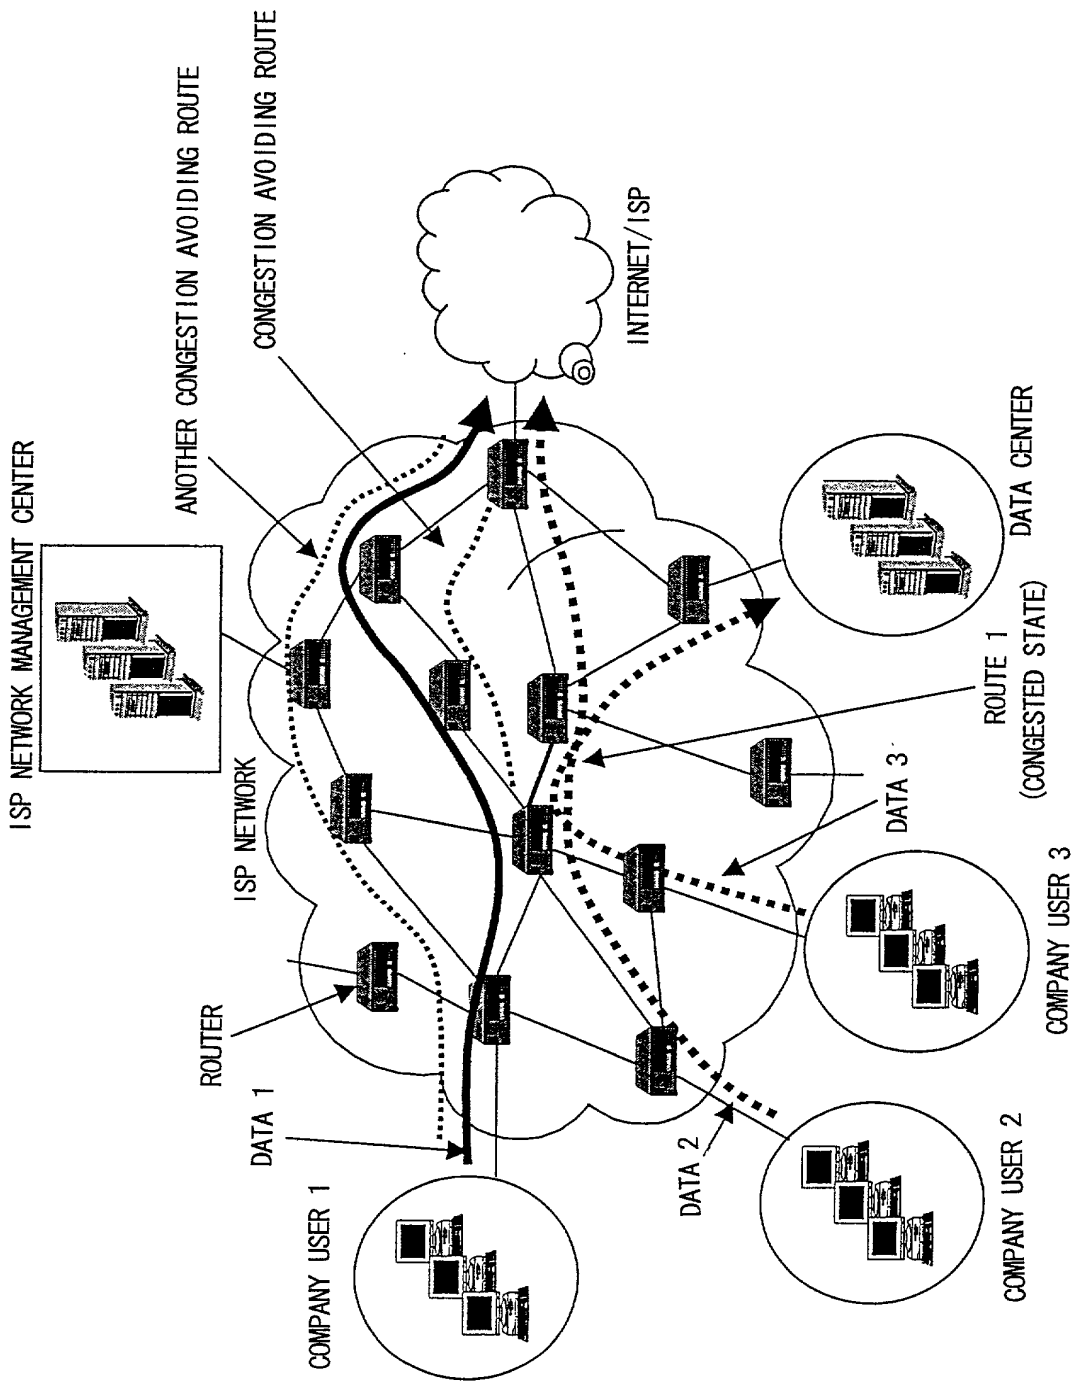 ISP NETWORK MANAGEMENT CENTER
ANOTHER CONGESTION AVOIDING ROUTE
CONGESTION AVOIDING ROUTE
ISP NETWORK
ROUTER
DATA 1
COMPANY USER 1
INTERNET/ISP
DATA CENTER
ROUTE 1
(CONGESTED STATE)
DATA 3
DATA 2
COMPANY USER 3
COMPANY USER 2